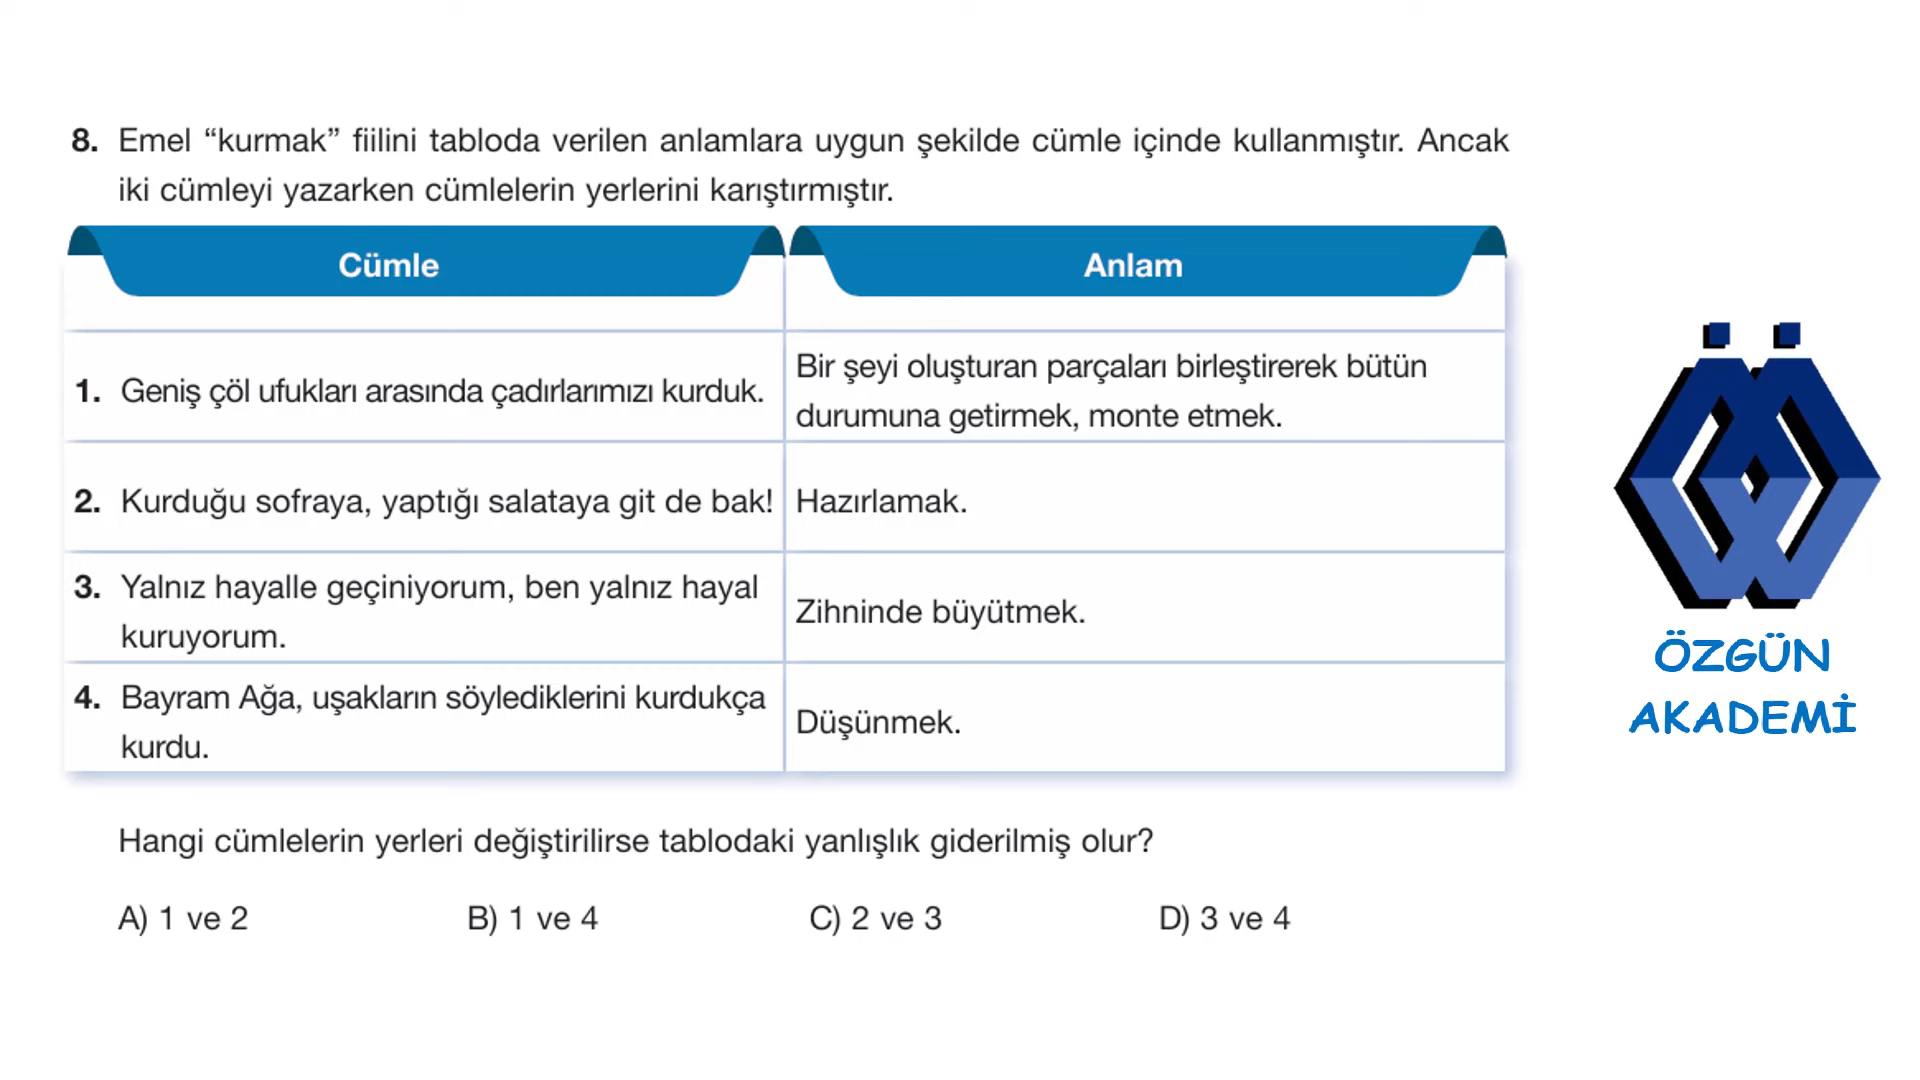 8. Emel “kurmak” fiilini tabloda verilen anlamlara uygun şekilde cümle içinde kullanmıştır. Ancak
iki cümleyi yazarken cümlelerin yerlerini karıştırmıştır.
Cümle
Anlam
1. Geniş çöl ufukları arasında çadırlarımızı kurduk.
Bir şeyi oluşturan parçaları birleştirerek bütün
durumuna getirmek, monte etmek.
2. Kurduğu sofraya, yaptığı salataya git de bak!
Hazırlamak.
3. Yalnız hayalle geçiniyorum, ben yalnız hayal
kuruyorum.
Zihninde büyütmek.
4. Bayram Ağa, uşakların söylediklerini kurdukça
kurdu.
Düşünmek.
Hangi cümlelerin yerleri değiştirilirse tablodaki yanlışlık giderilmiş olur?
A) 1 ve 2
B) 1 ve 4
C) 2 ve 3
D) 3 ve 4
ÖZGÜN
AKADEMİ